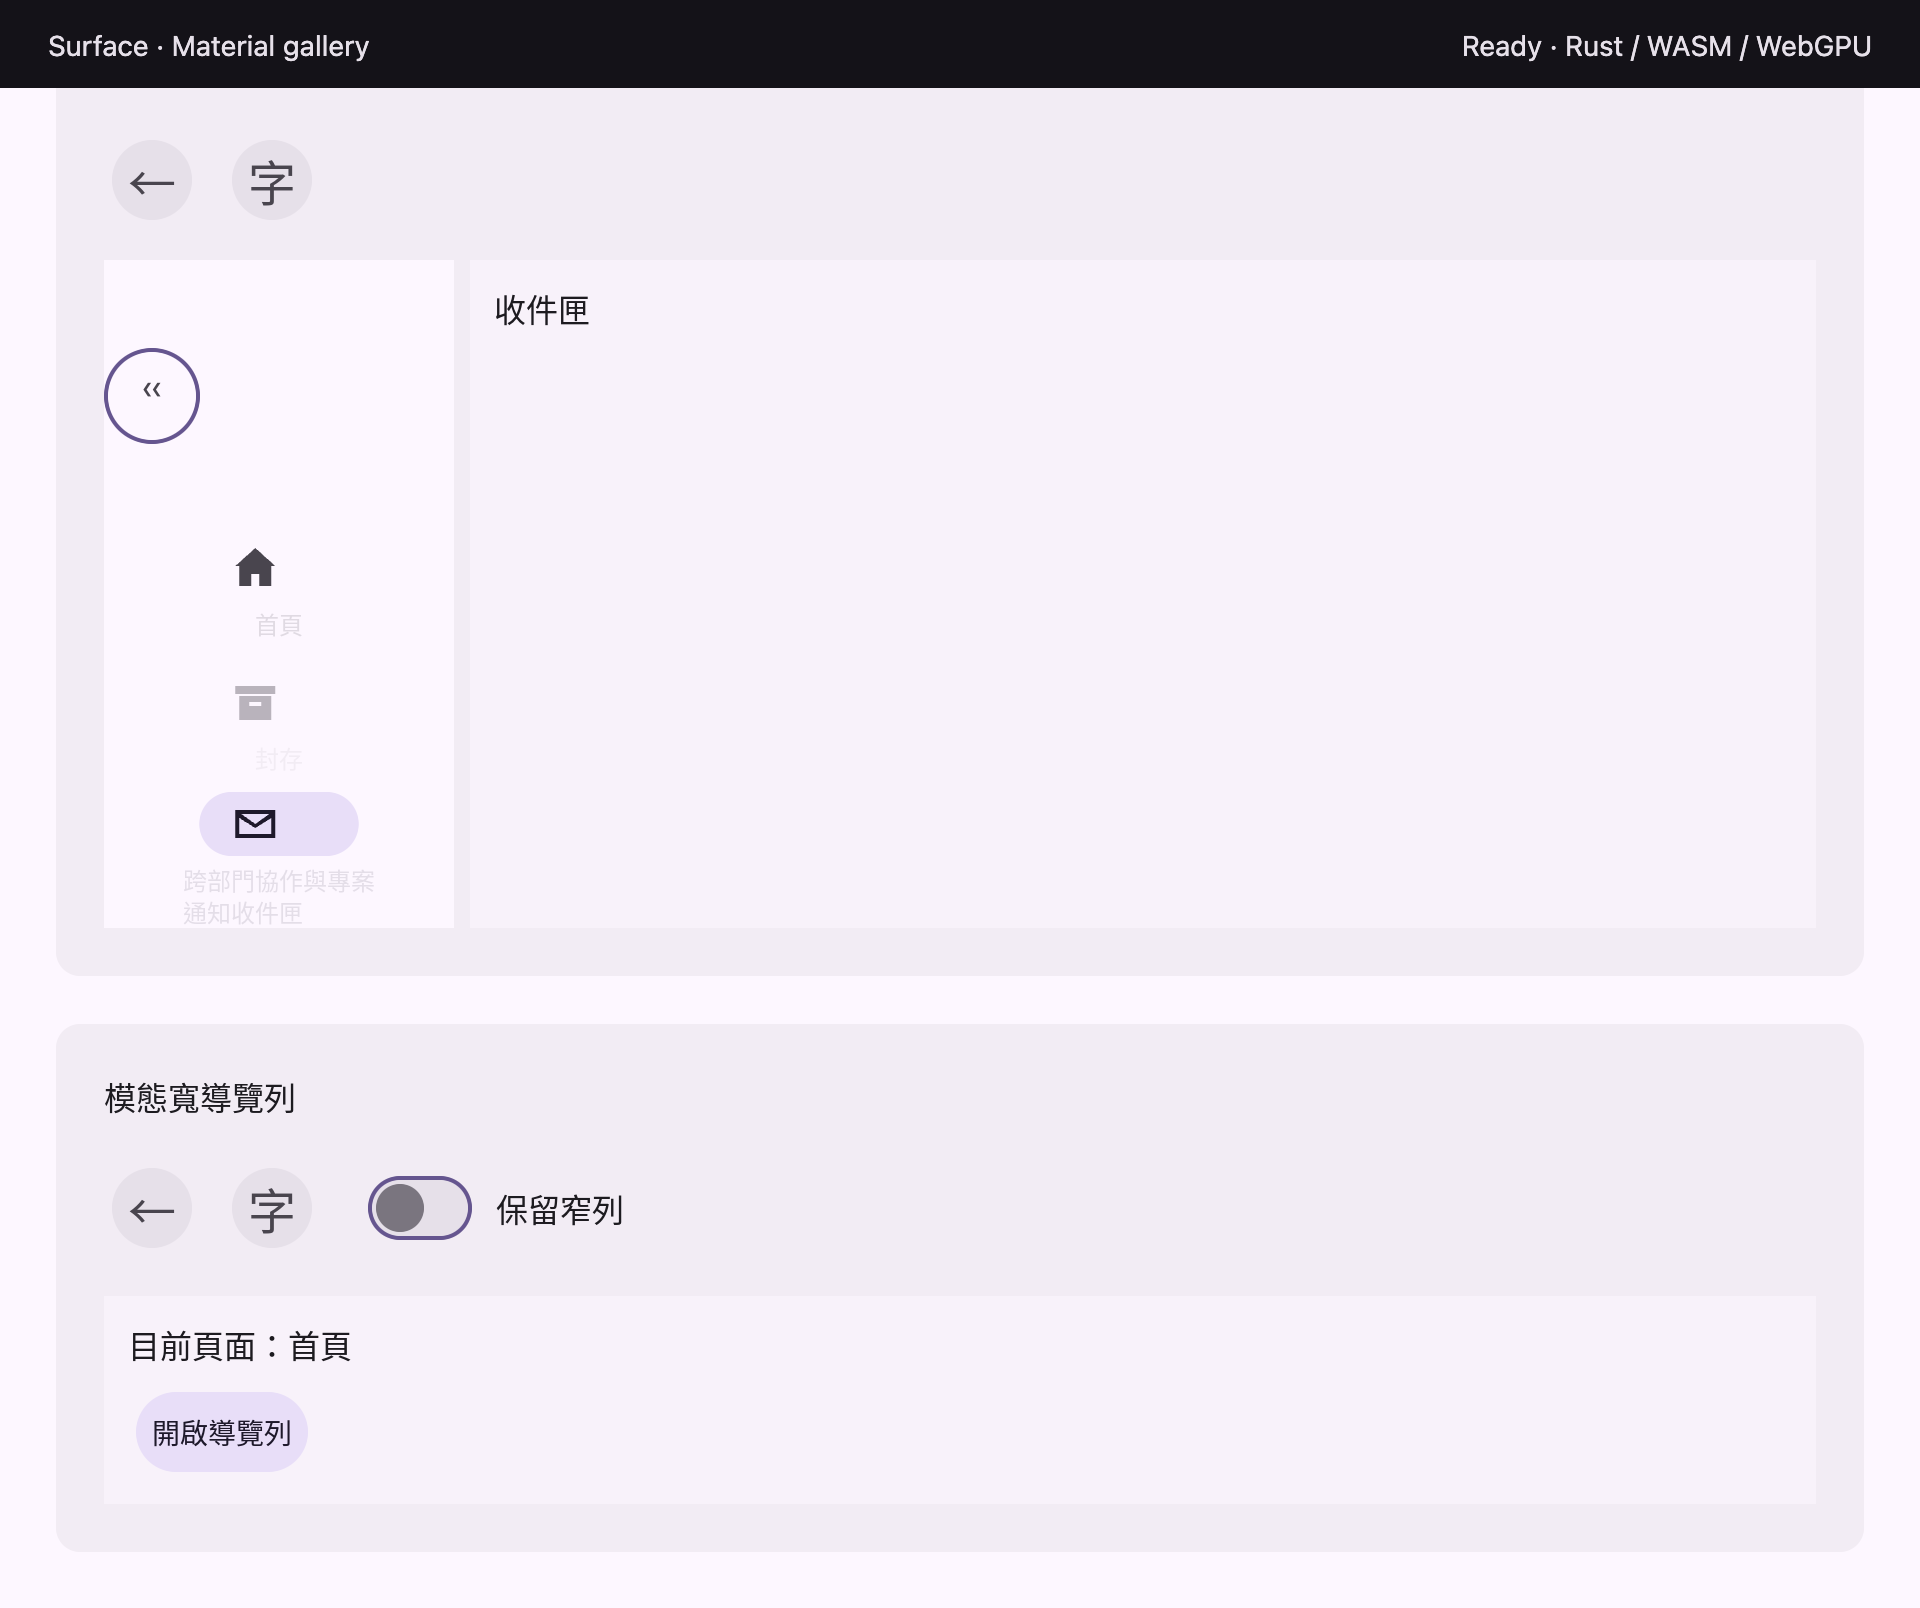 Surface · Material gallery
Ready · Rust / WASM / WebGPU
← 字
收件匣
‹‹
首頁
封存
跨部門協作與專案
通知收件匣
模態寬導覽列
← 字 保留窄列
目前頁面：首頁
開啟導覽列